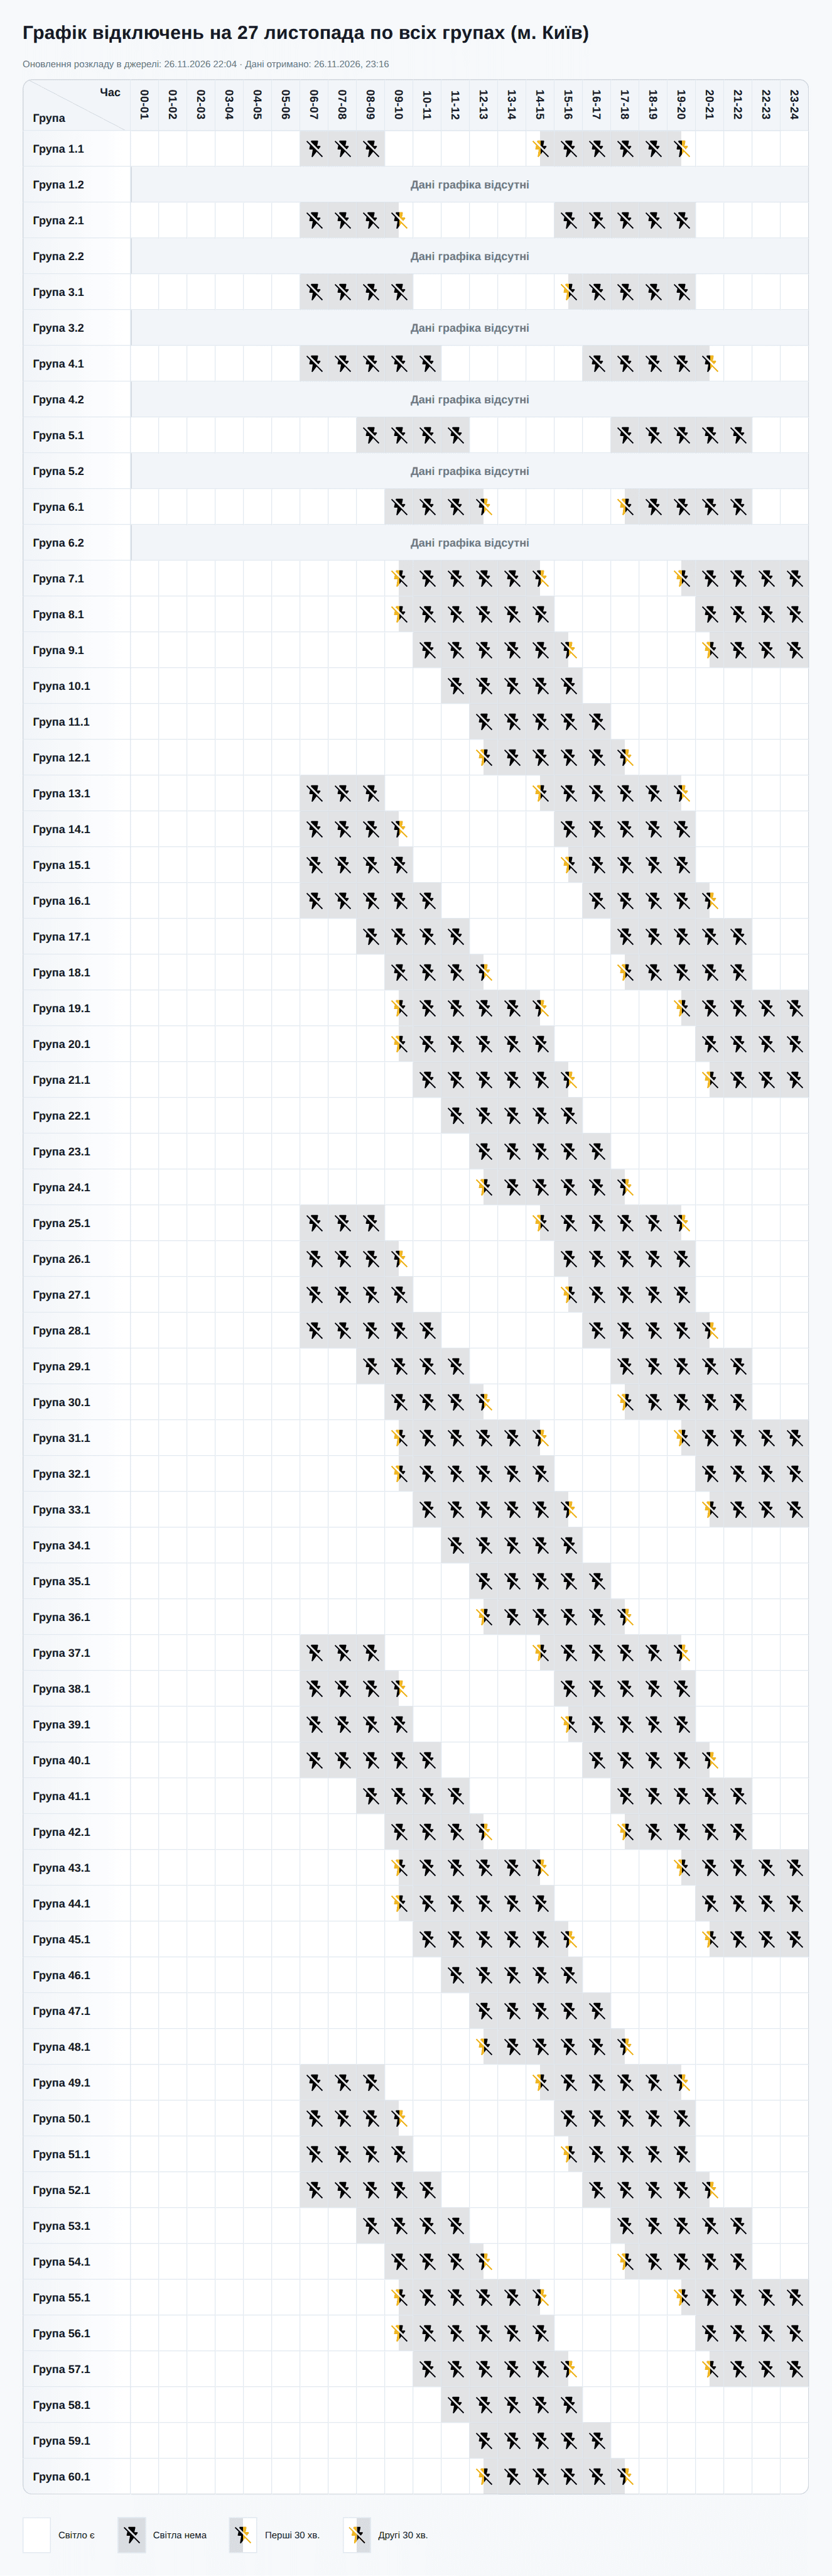 Графік відключень на 27 листопада по всіх групах (м. Київ)
Оновлення розкладу в джерелі: 26.11.2026 22:04 · Дані отримано: 26.11.2026, 23:16
Час
Група
00-01 01-02 02-03 03-04 04-05 05-06 06-07 07-08 08-09 09-10 10-11 11-12 12-13 13-14 14-15 15-16 16-17 17-18 18-19 19-20 20-21 21-22 22-23 23-24
Група 1.1
Група 1.2 Дані графіка відсутні
Група 2.1
Група 2.2 Дані графіка відсутні
Група 3.1
Група 3.2 Дані графіка відсутні
Група 4.1
Група 4.2 Дані графіка відсутні
Група 5.1
Група 5.2 Дані графіка відсутні
Група 6.1
Група 6.2 Дані графіка відсутні
Група 7.1
Група 8.1
Група 9.1
Група 10.1
Група 11.1
Група 12.1
Група 13.1
Група 14.1
Група 15.1
Група 16.1
Група 17.1
Група 18.1
Група 19.1
Група 20.1
Група 21.1
Група 22.1
Група 23.1
Група 24.1
Група 25.1
Група 26.1
Група 27.1
Група 28.1
Група 29.1
Група 30.1
Група 31.1
Група 32.1
Група 33.1
Група 34.1
Група 35.1
Група 36.1
Група 37.1
Група 38.1
Група 39.1
Група 40.1
Група 41.1
Група 42.1
Група 43.1
Група 44.1
Група 45.1
Група 46.1
Група 47.1
Група 48.1
Група 49.1
Група 50.1
Група 51.1
Група 52.1
Група 53.1
Група 54.1
Група 55.1
Група 56.1
Група 57.1
Група 58.1
Група 59.1
Група 60.1
Світло є Світла нема Перші 30 хв. Другі 30 хв.